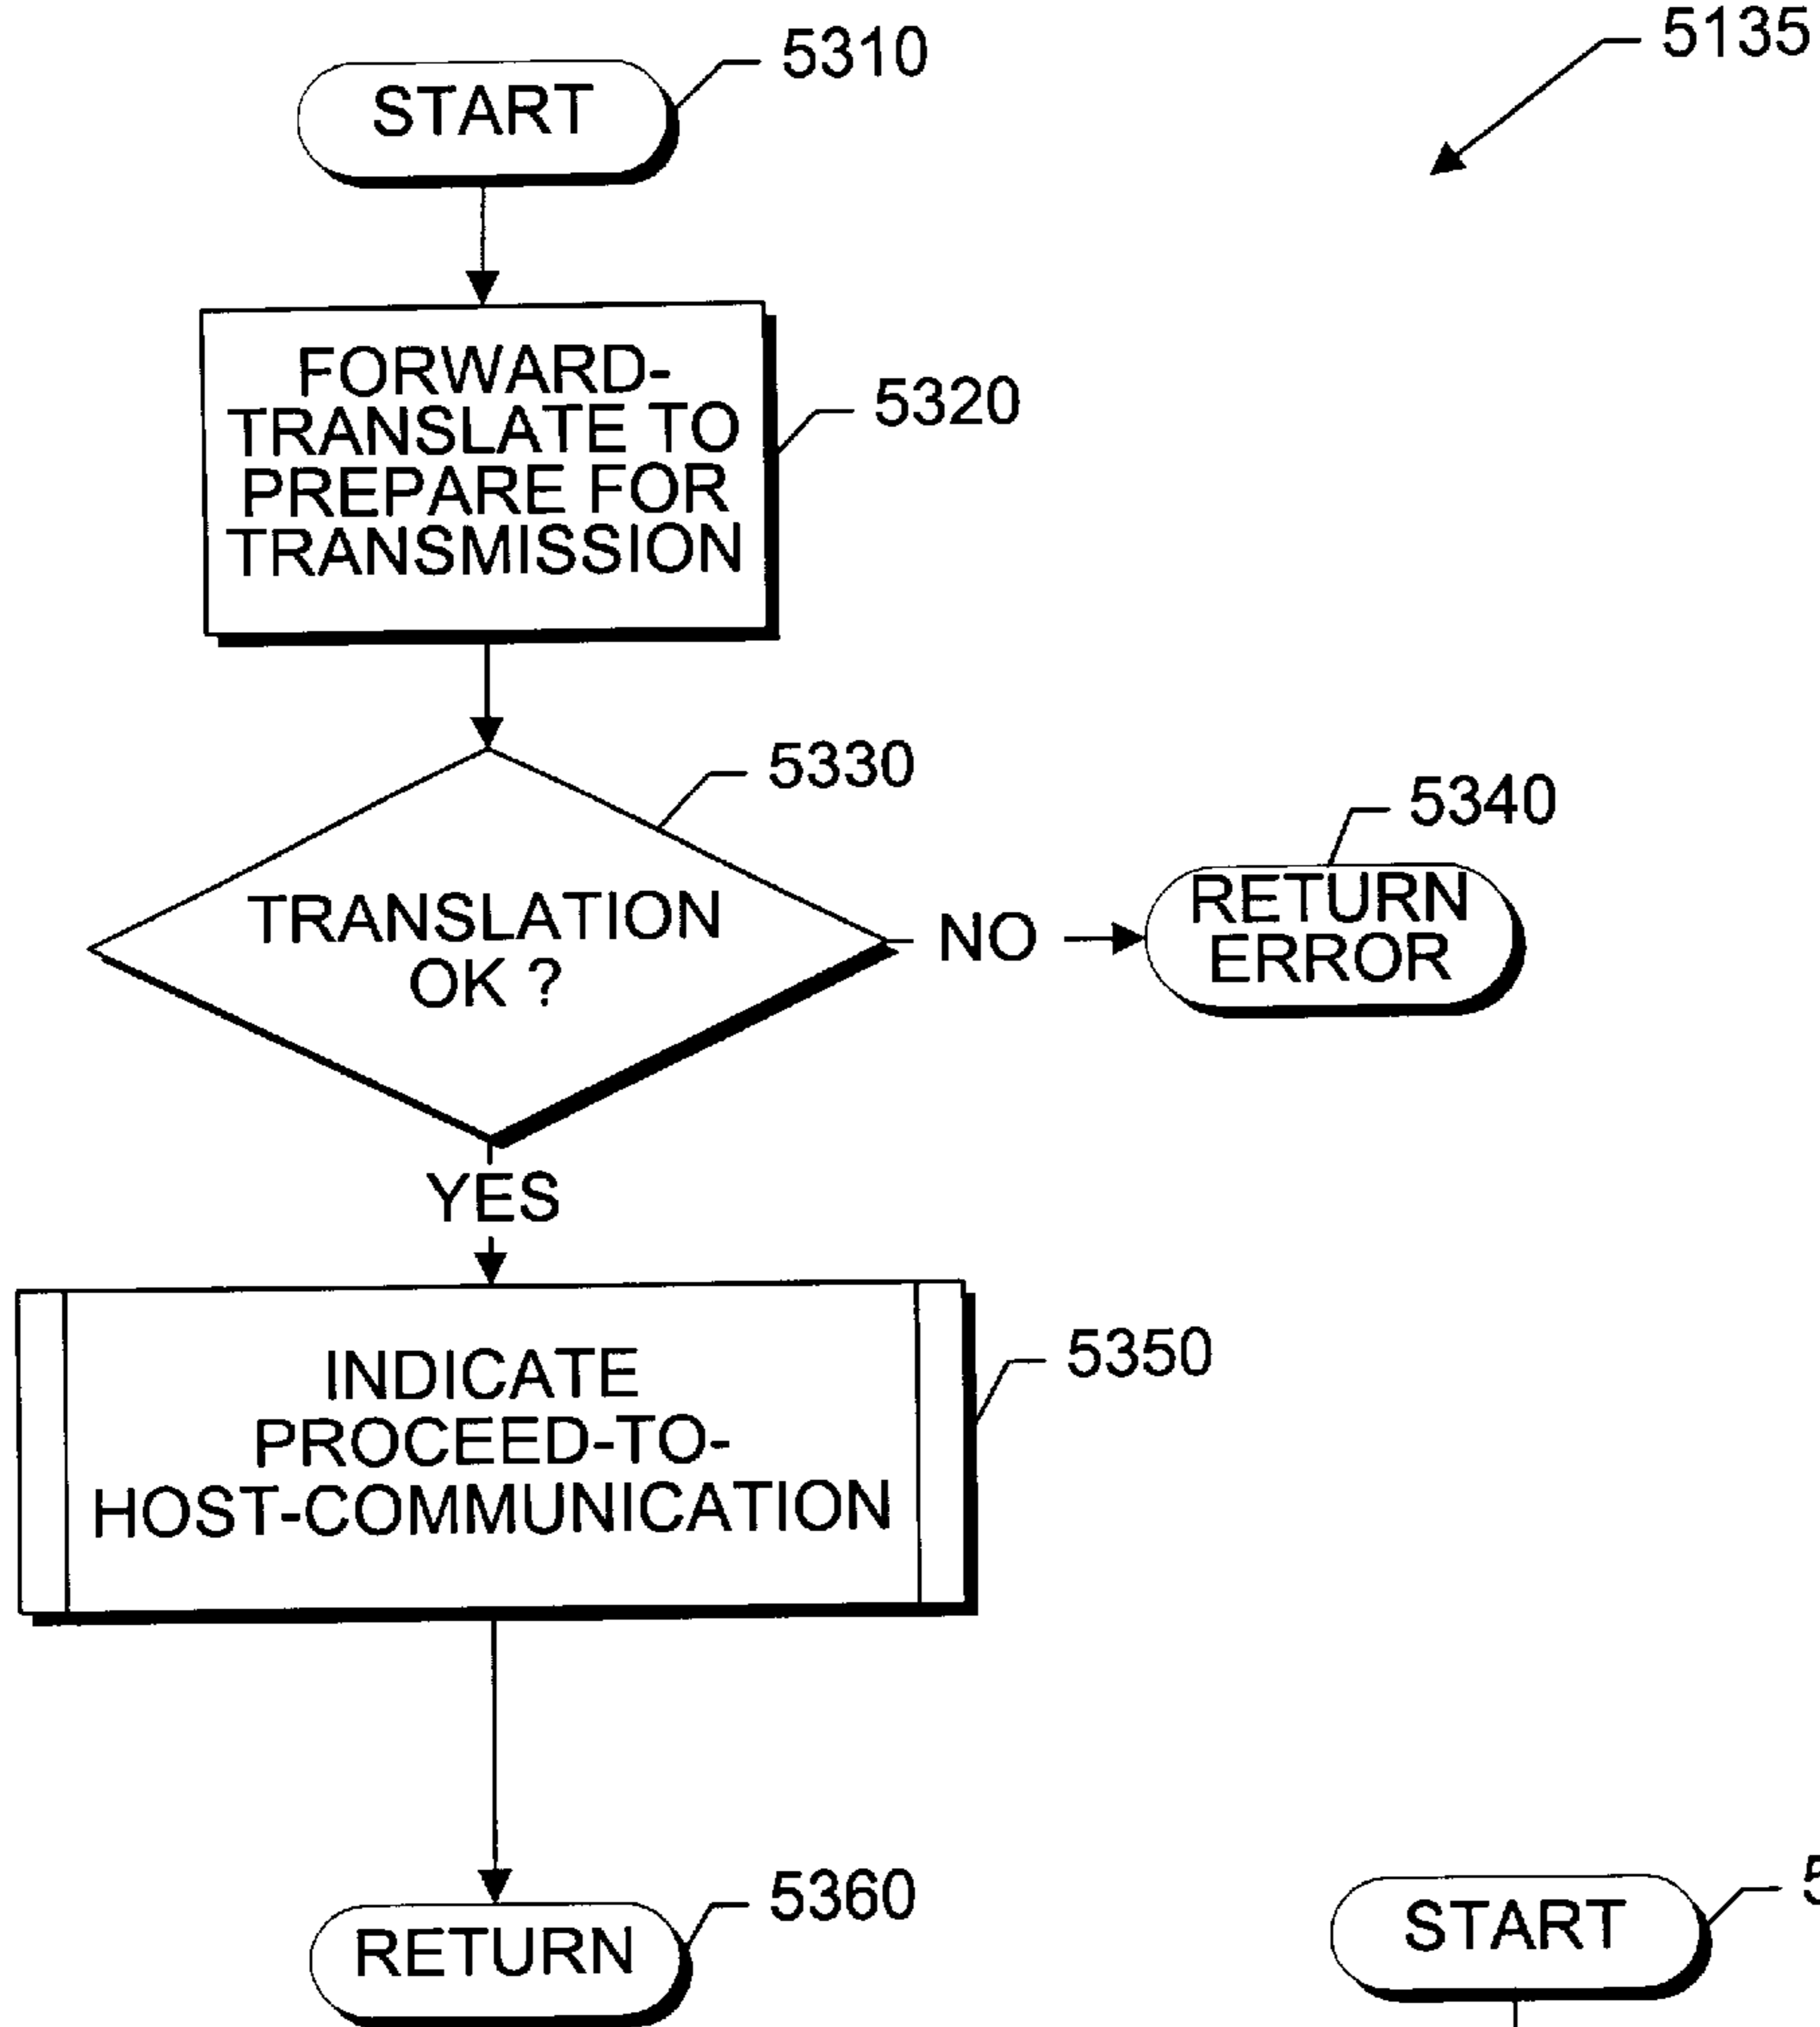 5310
5135
START
FORWARD-
TRANSLATE TO
PREPARE FOR
TRANSMISSION
5320
5330
5340
TRANSLATION
OK ?
NO
RETURN
ERROR
YES
INDICATE
PROCEED-TO-
HOST-COMMUNICATION
5350
5360
RETURN
START